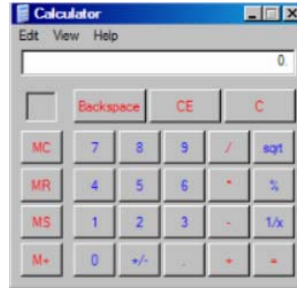 Calculator
Edit View Help
0.
Backspace CE C
MC 7 8 9 / sqrt
MR 4 5 6 * %
MS 1 2 3 - 1/x
M+ 0 +/- . + =